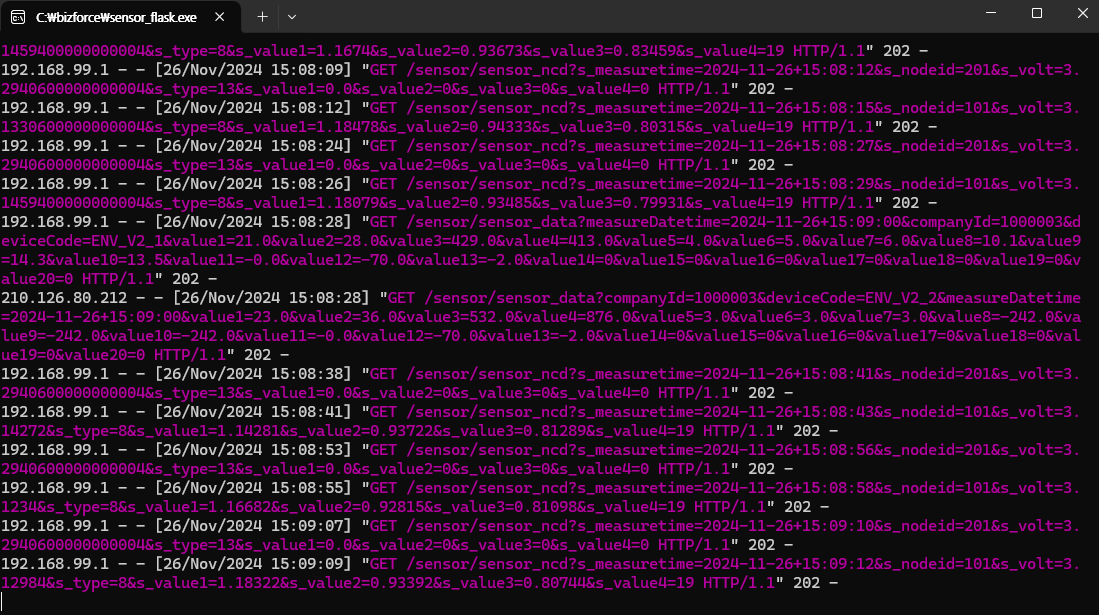 C:₩bizforce₩sensor_flask.exe
1459400000000004&s_type=8&s_value1=1.1674&s_value2=0.93673&s_value3=0.83459&s_value4=19 HTTP/1.1" 202 -
192.168.99.1 - - [26/Nov/2024 15:08:09] "GET /sensor/sensor_ncd?s_measuretime=2024-11-26+15:08:12&s_nodeid=201&s_volt=3.
2940600000000004&s_type=13&s_value1=0.0&s_value2=0&s_value3=0&s_value4=0 HTTP/1.1" 202 -
192.168.99.1 - - [26/Nov/2024 15:08:12] "GET /sensor/sensor_ncd?s_measuretime=2024-11-26+15:08:15&s_nodeid=101&s_volt=3.
1330600000000004&s_type=8&s_value1=1.18478&s_value2=0.94333&s_value3=0.80315&s_value4=19 HTTP/1.1" 202 -
192.168.99.1 - - [26/Nov/2024 15:08:24] "GET /sensor/sensor_ncd?s_measuretime=2024-11-26+15:08:27&s_nodeid=201&s_volt=3.
2940600000000004&s_type=13&s_value1=0.0&s_value2=0&s_value3=0&s_value4=0 HTTP/1.1" 202 -
192.168.99.1 - - [26/Nov/2024 15:08:26] "GET /sensor/sensor_ncd?s_measuretime=2024-11-26+15:08:29&s_nodeid=101&s_volt=3.
1459400000000004&s_type=8&s_value1=1.18079&s_value2=0.93485&s_value3=0.79931&s_value4=19 HTTP/1.1" 202 -
192.168.99.1 - - [26/Nov/2024 15:08:28] "GET /sensor/sensor_data?measureDatetime=2024-11-26+15:09:00&companyId=1000003&d
eviceCode=ENV_V2_1&value1=21.0&value2=28.0&value3=429.0&value4=413.0&value5=4.0&value6=5.0&value7=6.0&value8=10.1&value9
=14.3&value10=13.5&value11=-0.0&value12=-70.0&value13=-2.0&value14=0&value15=0&value16=0&value17=0&value18=0&value19=0&v
alue20=0 HTTP/1.1" 202 -
210.126.80.212 - - [26/Nov/2024 15:08:28] "GET /sensor/sensor_data?companyId=1000003&deviceCode=ENV_V2_2&measureDatetime
=2024-11-26+15:09:00&value1=23.0&value2=36.0&value3=532.0&value4=876.0&value5=3.0&value6=3.0&value7=3.0&value8=-242.0&va
lue9=-242.0&value10=-242.0&value11=-0.0&value12=-70.0&value13=-2.0&value14=0&value15=0&value16=0&value17=0&value18=0&val
ue19=0&value20=0 HTTP/1.1" 202 -
192.168.99.1 - - [26/Nov/2024 15:08:38] "GET /sensor/sensor_ncd?s_measuretime=2024-11-26+15:08:41&s_nodeid=201&s_volt=3.
2940600000000004&s_type=13&s_value1=0.0&s_value2=0&s_value3=0&s_value4=0 HTTP/1.1" 202 -
192.168.99.1 - - [26/Nov/2024 15:08:41] "GET /sensor/sensor_ncd?s_measuretime=2024-11-26+15:08:43&s_nodeid=101&s_volt=3.
14272&s_type=8&s_value1=1.14281&s_value2=0.93722&s_value3=0.81289&s_value4=19 HTTP/1.1" 202 -
192.168.99.1 - - [26/Nov/2024 15:08:53] "GET /sensor/sensor_ncd?s_measuretime=2024-11-26+15:08:56&s_nodeid=201&s_volt=3.
2940600000000004&s_type=13&s_value1=0.0&s_value2=0&s_value3=0&s_value4=0 HTTP/1.1" 202 -
192.168.99.1 - - [26/Nov/2024 15:08:55] "GET /sensor/sensor_ncd?s_measuretime=2024-11-26+15:08:58&s_nodeid=101&s_volt=3.
1234&s_type=8&s_value1=1.16682&s_value2=0.92815&s_value3=0.81098&s_value4=19 HTTP/1.1" 202 -
192.168.99.1 - - [26/Nov/2024 15:09:07] "GET /sensor/sensor_ncd?s_measuretime=2024-11-26+15:09:10&s_nodeid=201&s_volt=3.
2940600000000004&s_type=13&s_value1=0.0&s_value2=0&s_value3=0&s_value4=0 HTTP/1.1" 202 -
192.168.99.1 - - [26/Nov/2024 15:09:09] "GET /sensor/sensor_ncd?s_measuretime=2024-11-26+15:09:12&s_nodeid=101&s_volt=3.
12984&s_type=8&s_value1=1.18322&s_value2=0.93392&s_value3=0.80744&s_value4=19 HTTP/1.1" 202 -